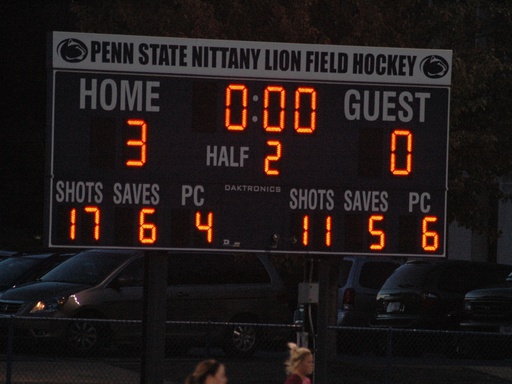 PENN STATE NITTANY LION FIELD HOCKEY
HOME 0:00 GUEST
3 HALF 2 0
DAKTRONICS
SHOTS SAVES PC SHOTS SAVES PC
17 6 4 11 5 6